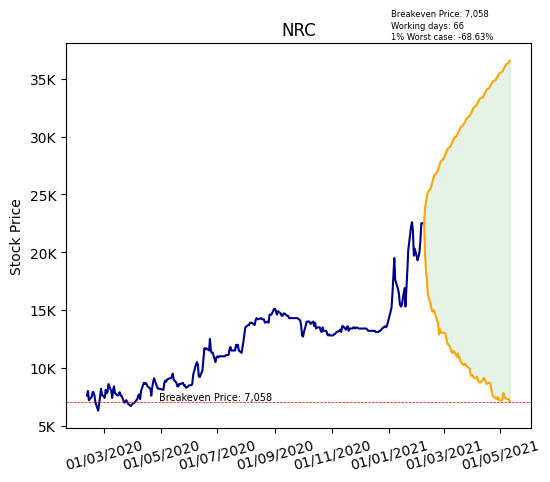 Breakeven Price: 7,058
Working days: 66
1% Worst case: -68.63%
NRC
Stock Price
35K
30K
25K
20K
15K
10K
5K
Breakeven Price: 7,058
01/03/2020
01/05/2020
01/07/2020
01/09/2020
01/11/2020
01/01/2021
01/03/2021
01/05/2021